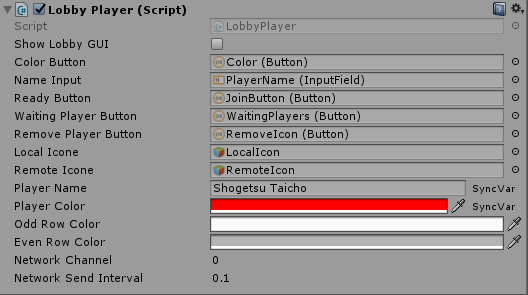 Lobby Player (Script)
Script LobbyPlayer
Show Lobby GUI
Color Button Color (Button)
Name Input PlayerName (InputField)
Ready Button JoinButton (Button)
Waiting Player Button WaitingPlayers (Button)
Remove Player Button RemoveIcon (Button)
Local Icone LocalIcon
Remote Icone RemoteIcon
Player Name Shogetsu Taicho SyncVar
Player Color SyncVar
Odd Row Color
Even Row Color
Network Channel 0
Network Send Interval 0.1